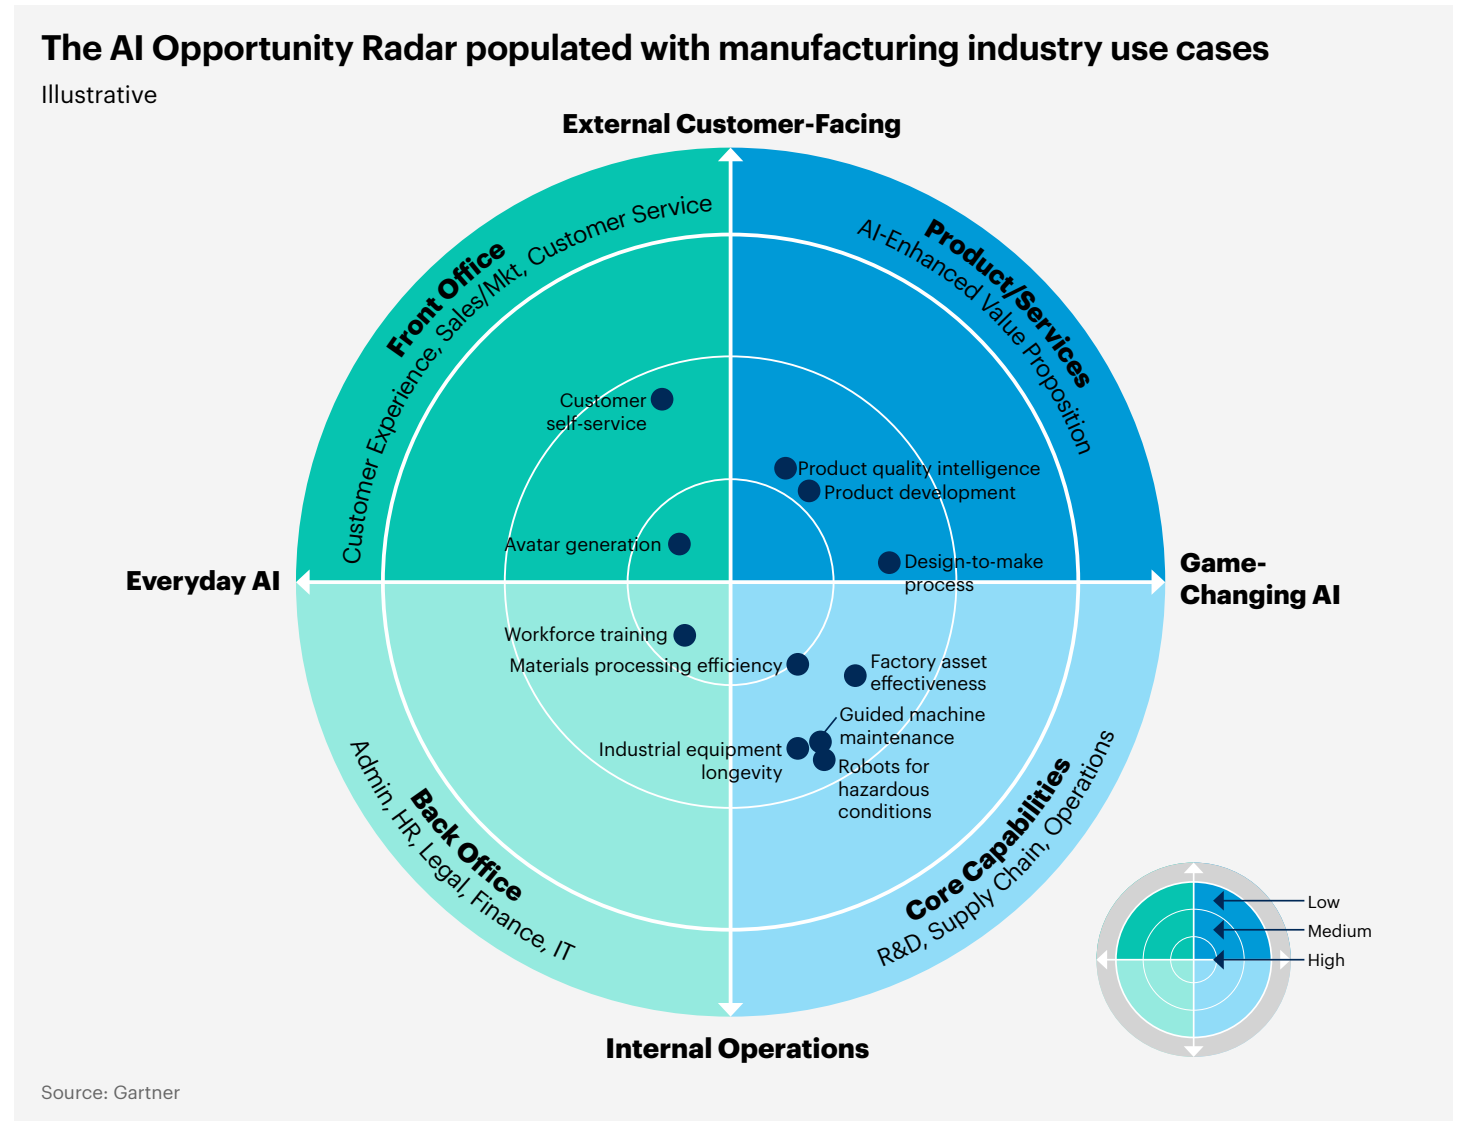 The AI Opportunity Radar populated with manufacturing industry use cases
Illustrative
External Customer-Facing
Front Office
Customer Experience, Sales/Mkt, Customer Service
Product/Services
AI-Enhanced Value Proposition
Customer
self-service
Product quality intelligence
Product development
Avatar generation
Design-to-make
process
Everyday AI
Game-
Changing AI
Workforce training
Materials processing efficiency
Factory asset
effectiveness
Guided machine
maintenance
Industrial equipment
longevity
Robots for
hazardous
conditions
Back Office
Admin, HR, Legal, Finance, IT
Core Capabilities
R&D, Supply Chain, Operations
Low
Medium
High
Internal Operations
Source: Gartner